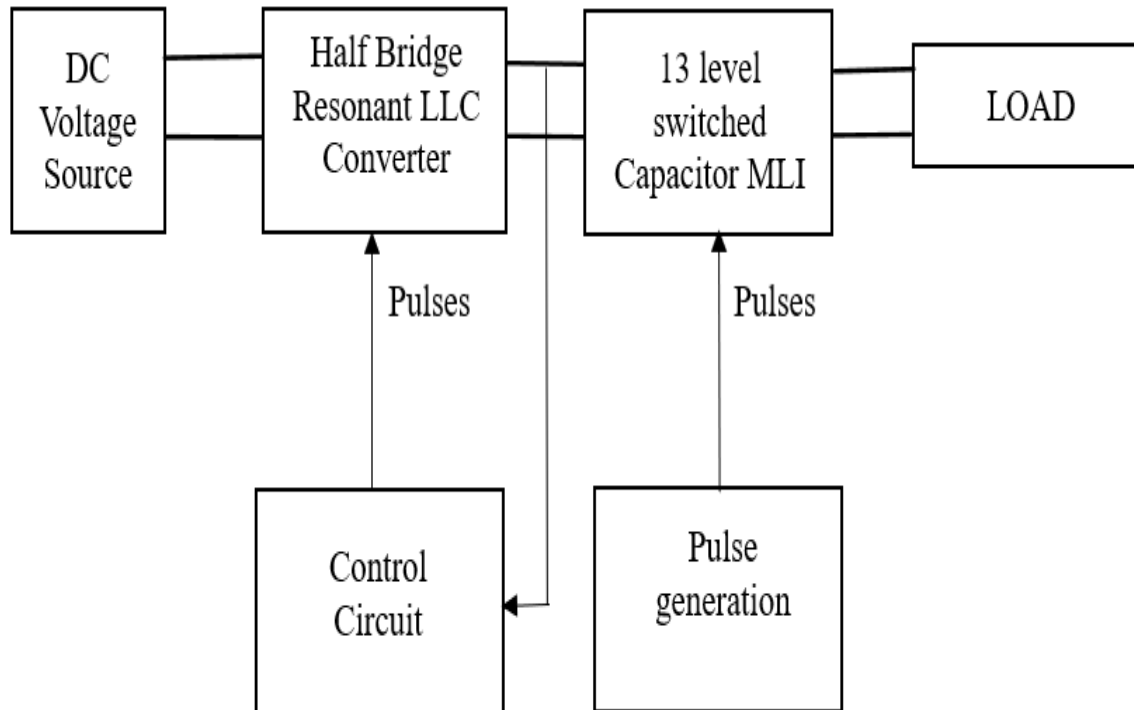 DC
Voltage
Source
Half Bridge
Resonant LLC
Converter
13 level
switched
Capacitor MLI
LOAD
Pulses
Pulses
Control
Circuit
Pulse
generation